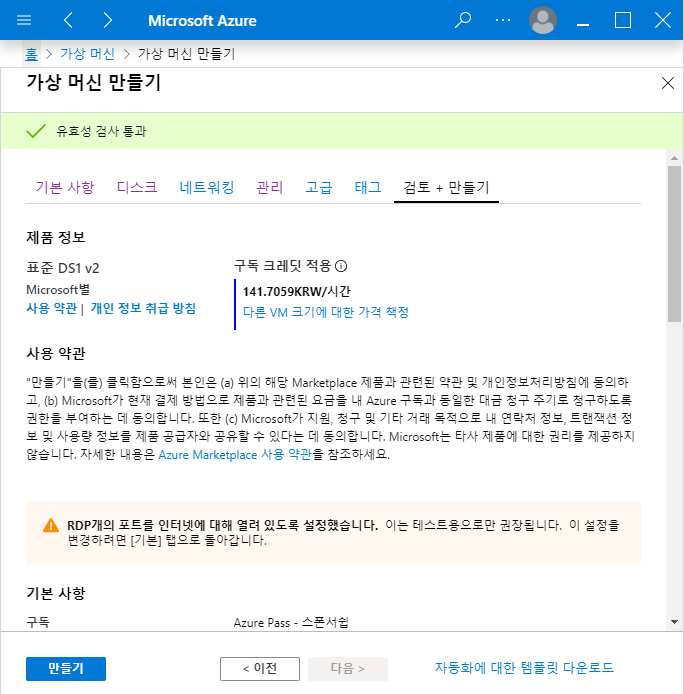 Microsoft Azure
홈 > 가상 머신 > 가상 머신 만들기
가상 머신 만들기
유효성 검사 통과
기본 사항 디스크 네트워킹 관리 고급 태그 검토 + 만들기
제품 정보
표준 DS1 v2
Microsoft별
사용 약관 | 개인 정보 취급 방침
구독 크레딧 적용
141.7059KRW/시간
다른 VM 크기에 대한 가격 책정
사용 약관
"만들기"을(를) 클릭함으로써 본인은 (a) 위의 해당 Marketplace 제품과 관련된 약관 및 개인정보처리방침에 동의하
고, (b) Microsoft가 현재 결제 방법으로 제품과 관련된 요금을 내 Azure 구독과 동일한 대금 청구 주기로 청구하도록
권한을 부여하는 데 동의합니다. 또한 (c) Microsoft가 지원, 청구 및 기타 거래 목적으로 내 연락처 정보, 트랜잭션 정
보 및 사용량 정보를 제품 공급자와 공유할 수 있다는 데 동의합니다. Microsoft는 타사 제품에 대한 권리를 제공하지
않습니다. 자세한 내용은 Azure Marketplace 사용 약관을 참조하세요.
RDP개의 포트를 인터넷에 대해 열려 있도록 설정했습니다. 이는 테스트용으로만 권장됩니다. 이 설정을
변경하려면 [기본] 탭으로 돌아갑니다.
기본 사항
구독 Azure Pass - 스폰서쉽
만들기 < 이전 다음 > 자동화에 대한 템플릿 다운로드